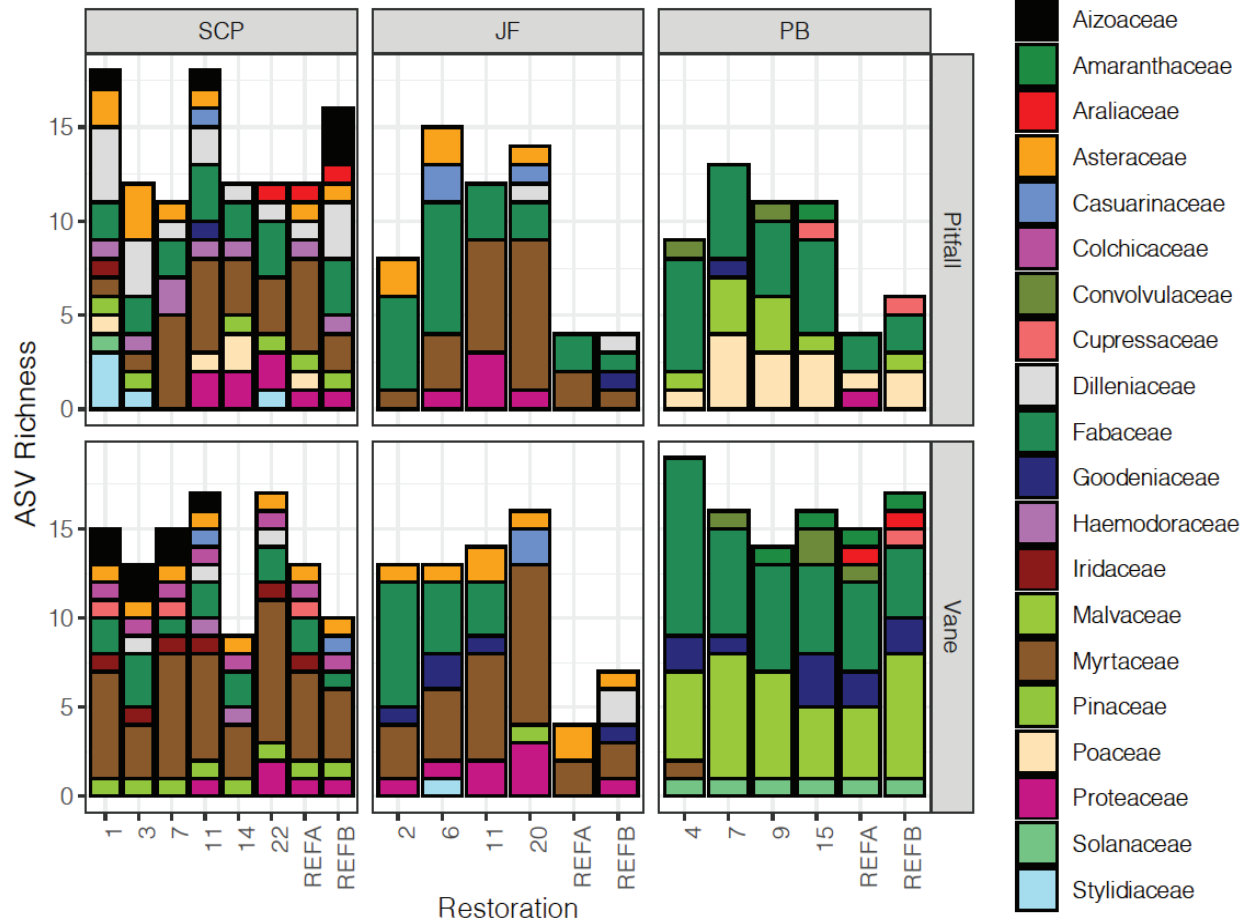 SCP
JF
PB
ASV Richness
15
10
5
0
Pitfall
15
10
5
0
Vane
1
3
7
11
14
22
REFA
REFB
2
6
11
20
REFA
REFB
4
7
9
15
REFA
REFB
Restoration
Aizoaceae
Amaranthaceae
Araliaceae
Asteraceae
Casuarinaceae
Colchicaceae
Convolvulaceae
Cupressaceae
Dilleniaceae
Fabaceae
Goodeniaceae
Haemodoraceae
Iridaceae
Malvaceae
Myrtaceae
Pinaceae
Poaceae
Proteaceae
Solanaceae
Stylidiaceae